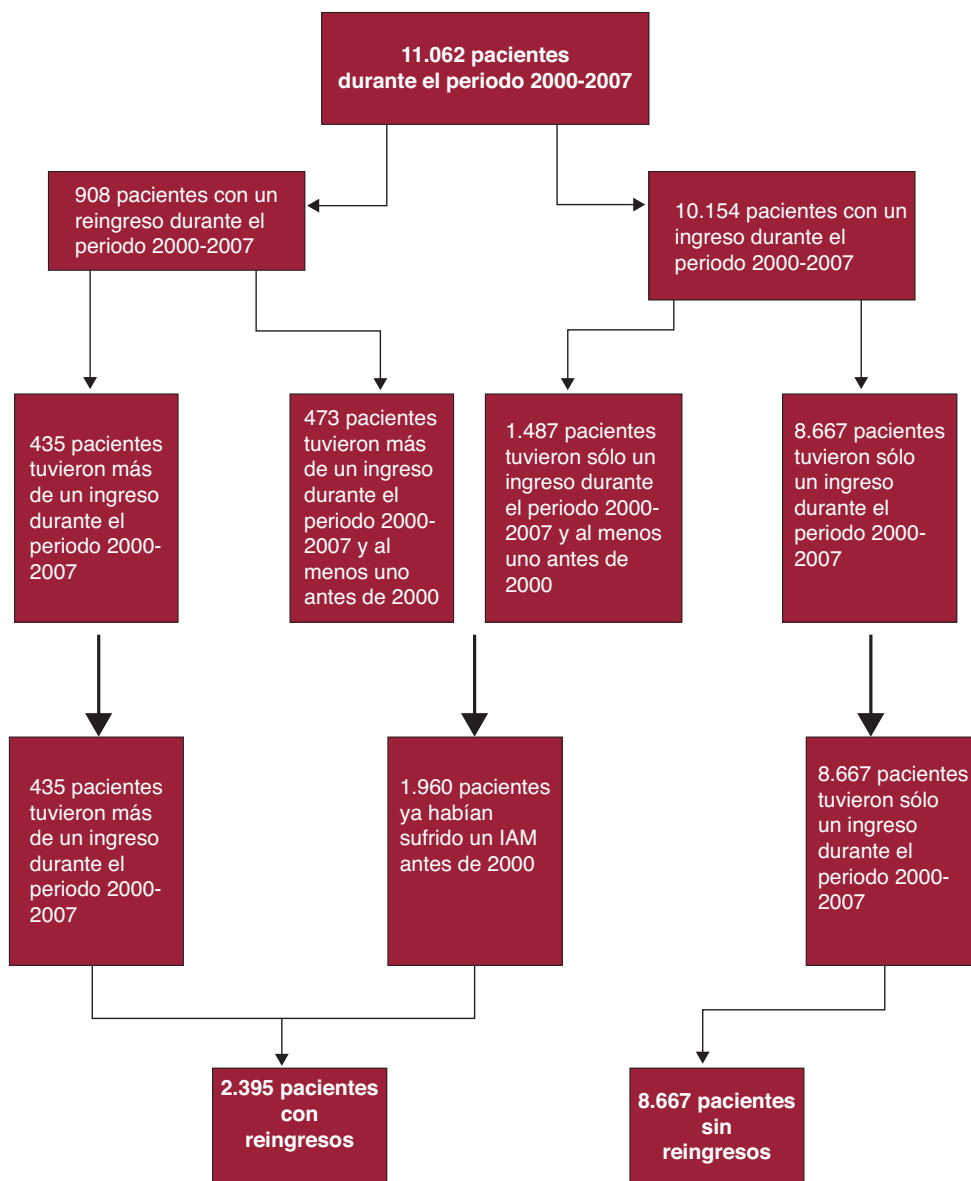 11.062 pacientes
durante el periodo 2000-2007
908 pacientes con un
reingreso durante el
periodo 2000-2007
10.154 pacientes con un
ingreso durante el
periodo 2000-2007
435 pacientes
tuvieron más
de un ingreso
durante el
periodo 2000-
2007
473 pacientes
tuvieron más
de un ingreso
durante el
periodo 2000-
2007 y al
menos uno
antes de 2000
1.487 pacientes
tuvieron sólo un
ingreso durante
el periodo 2000-
2007 y al menos
uno antes de
2000
8.667 pacientes
tuvieron sólo
un ingreso
durante el
periodo 2000-
2007
435 pacientes
tuvieron más
de un ingreso
durante el
periodo 2000-
2007
1.960 pacientes
ya habían
sufrido un IAM
antes de 2000
8.667 pacientes
tuvieron sólo
un ingreso
durante el
periodo 2000-
2007
2.395 pacientes
con
reingresos
8.667 pacientes
sin
reingresos